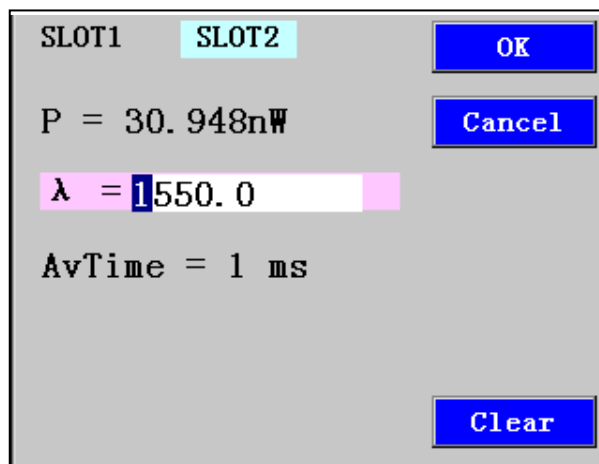 SLOT1 SLOT2 OK
P = 30.948nW Cancel
λ = 1550.0
AvTime = 1 ms
Clear